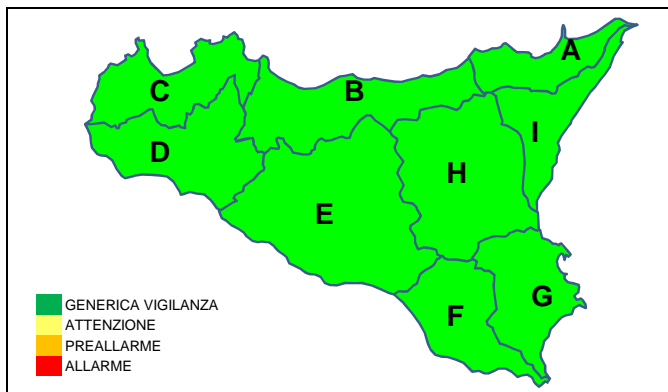 A
B
C
I
D
H
E
G
F
GENERICA VIGILANZA
ATTENZIONE
PREALLARME
ALLARME